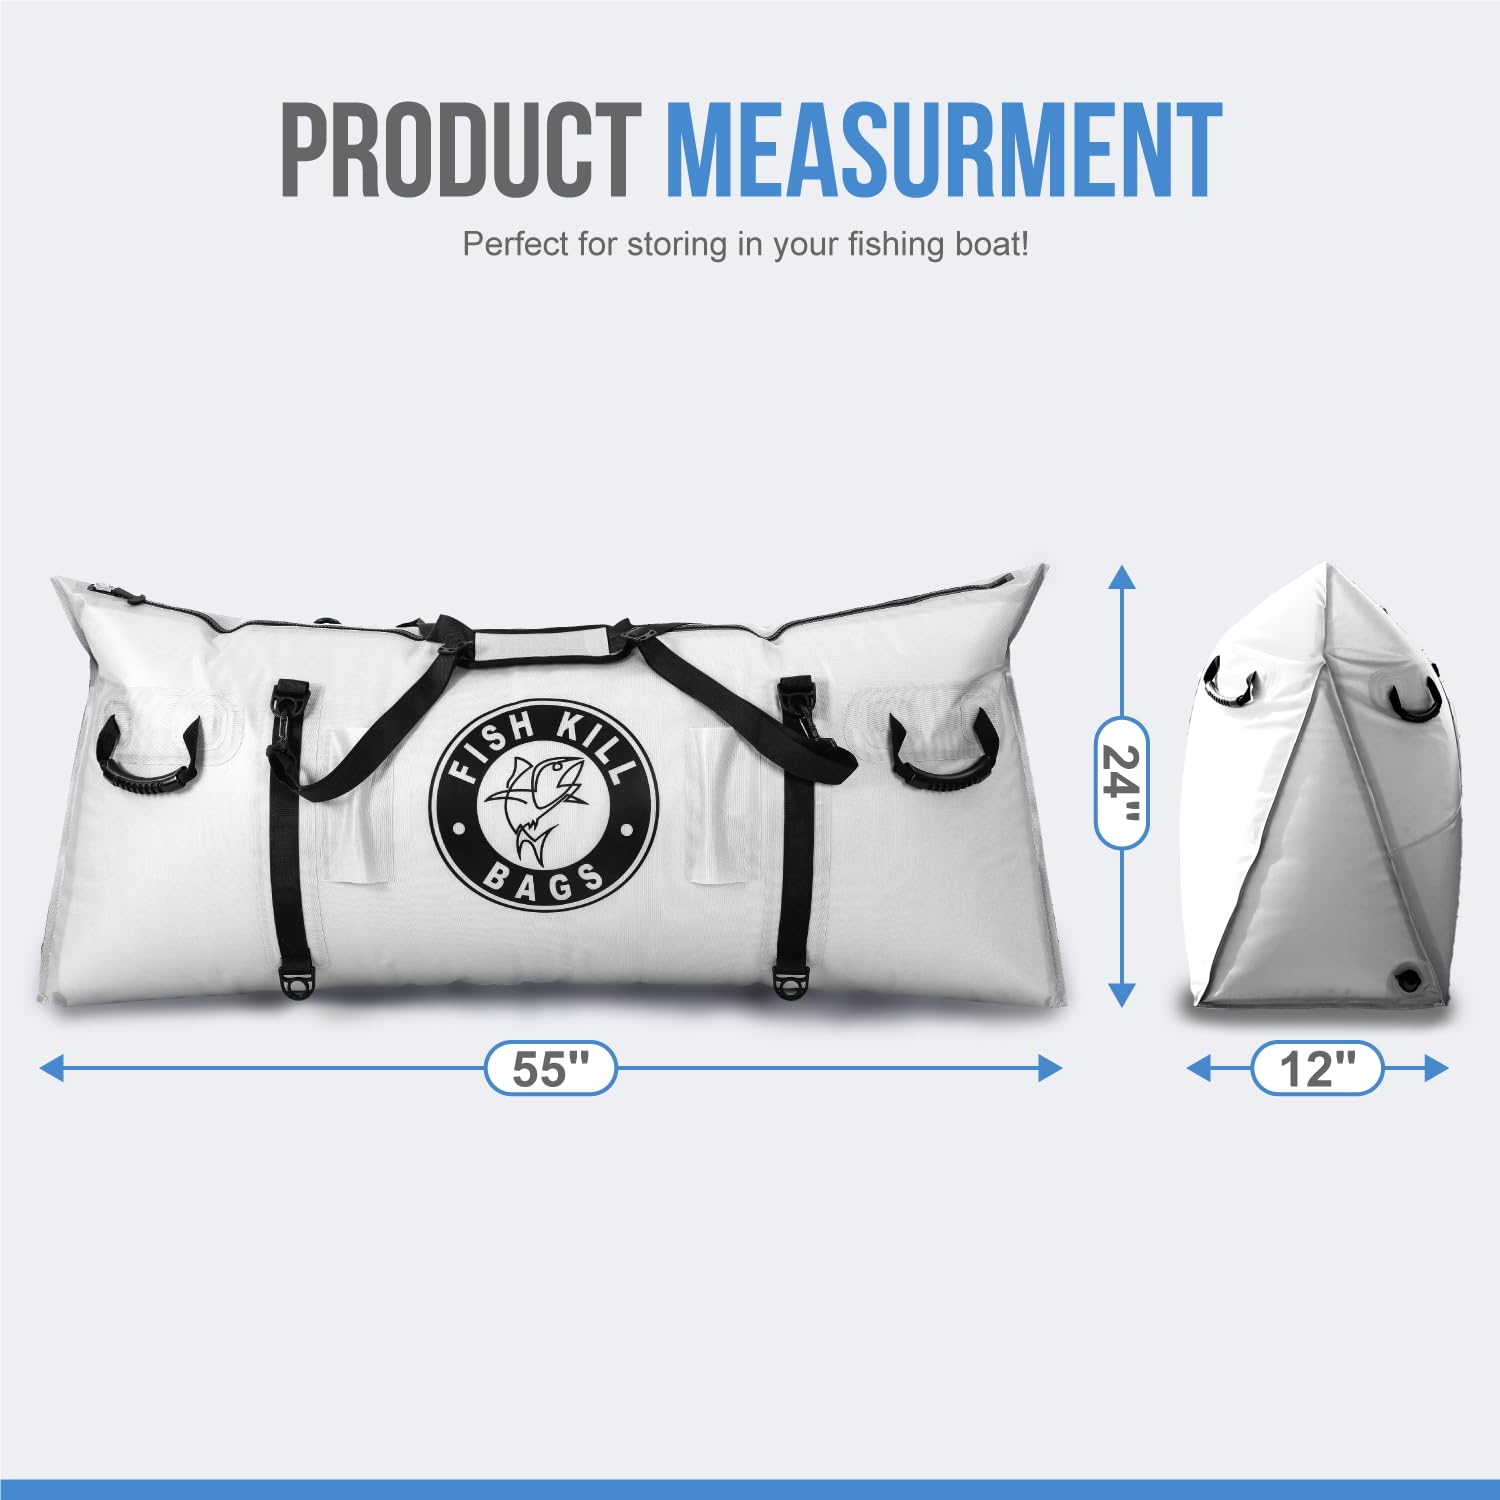 PRODUCT MEASURMENT
Perfect for storing in your fishing boat!
FISH KILL
BAGS
24"
55"
12"